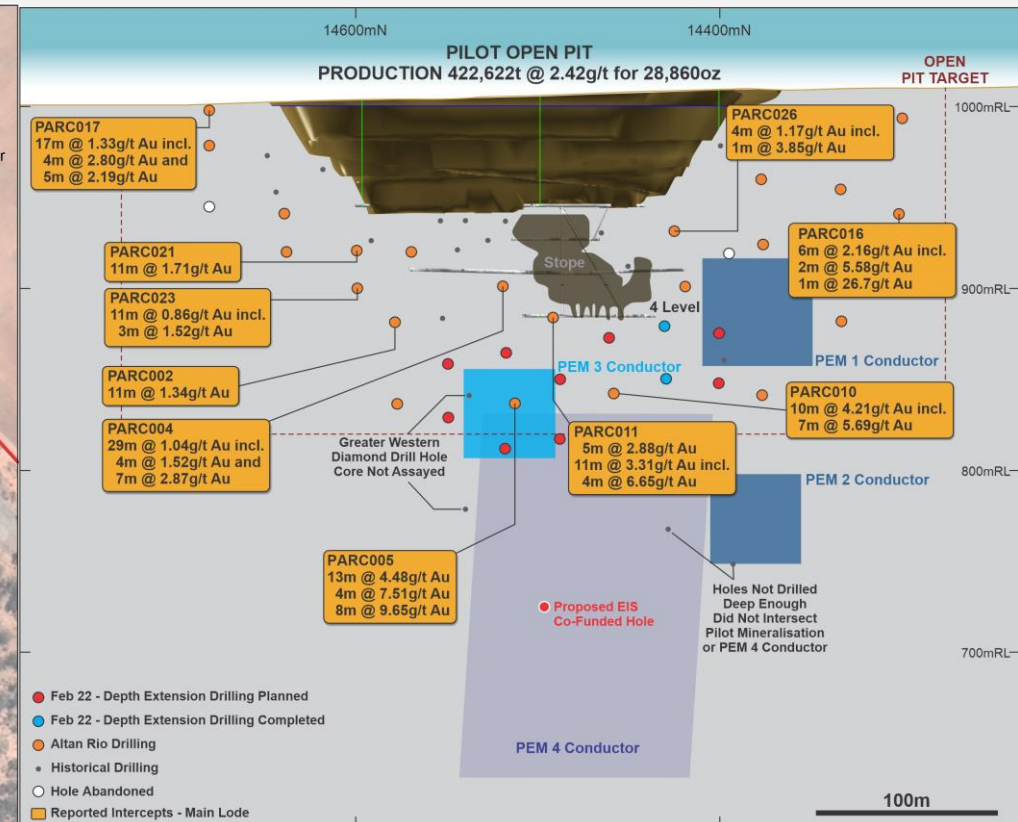 14600mN
14400mN
PILOT OPEN PIT
PRODUCTION 422,622t @ 2.42g/t for 28,860oz
OPEN
PIT TARGET
1000mRL
PARC017
17m @ 1.33g/t Au incl.
4m @ 2.80g/t Au and
5m @ 2.19g/t Au
PARC026
4m @ 1.17g/t Au incl.
1m @ 3.85g/t Au
PARC016
6m @ 2.16g/t Au incl.
2m @ 5.58g/t Au
1m @ 26.7g/t Au
PARC021
11m @ 1.71g/t Au
Stope
PARC023
11m @ 0.86g/t Au incl.
3m @ 1.52g/t Au
900mRL
4 Level
PEM 1 Conductor
PEM 3 Conductor
PARC002
11m @ 1.34g/t Au
PARC010
10m @ 4.21g/t Au incl.
7m @ 5.69g/t Au
PARC004
29m @ 1.04g/t Au incl.
4m @ 1.52g/t Au and
7m @ 2.87g/t Au
Greater Western
Diamond Drill Hole
Core Not Assayed
PARC011
5m @ 2.88g/t Au
11m @ 3.31g/t Au incl.
4m @ 6.65g/t Au
800mRL
PEM 2 Conductor
PARC005
13m @ 4.48g/t Au
4m @ 7.51g/t Au
8m @ 9.65g/t Au
Proposed EIS
Co-Funded Hole
Holes Not Drilled
Deep Enough
Did Not Intersect
Pilot Mineralisation
or PEM 4 Conductor
700mRL
PEM 4 Conductor
Feb 22 - Depth Extension Drilling Planned
Feb 22 - Depth Extension Drilling Completed
Altan Rio Drilling
Historical Drilling
Hole Abandoned
Reported Intercepts - Main Lode
100m